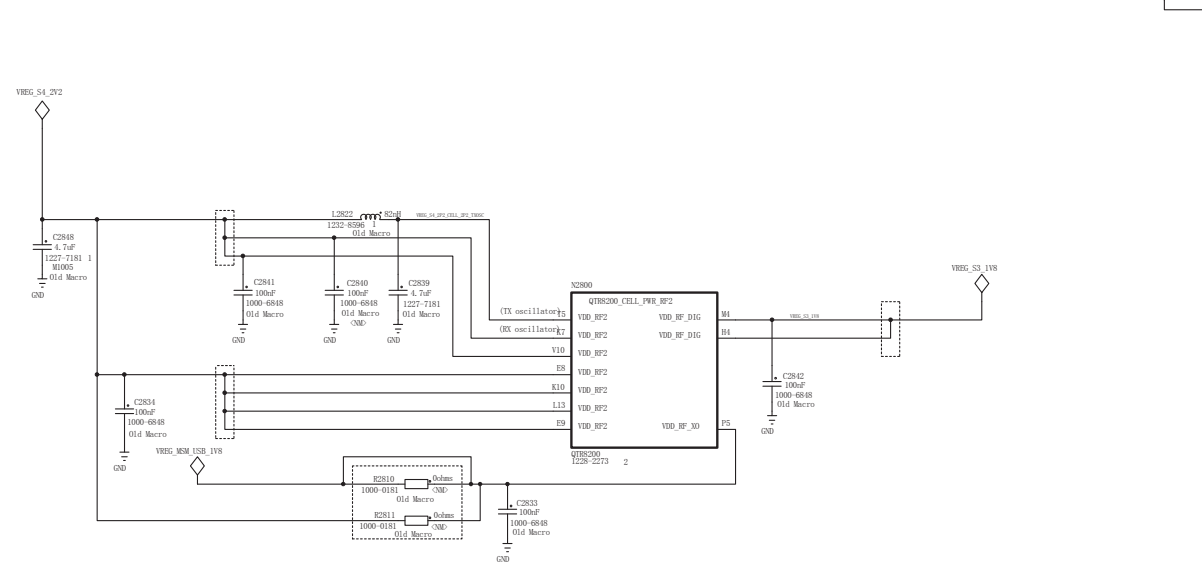 VREG_S4_2V2
C2848
4.7uF
1227-7181 1
M1005
Old Macro
GND
L2822 82nH
1232-8596 1
Old Macro
VREG_S4_2V2_CELL_2V2_TXOSC
C2841
100nF
1000-6848
Old Macro
GND
C2840
100nF
1000-6848
Old Macro
<NM>
GND
C2839
4.7uF
1227-7181
Old Macro
GND
N2800
QTR8200_CELL_PWR_RF2
(TX oscillator) T5 VDD_RF2 VDD_RF_DIG M4
(RX oscillator) VDD_RF2 VDD_RF_DIG H4
V10 VDD_RF2
E8 VDD_RF2
K10 VDD_RF2
L13 VDD_RF2
E9 VDD_RF2 VDD_RF_XO P5
QTR8200
1228-2273 2
VREG_S3_1V8
VREG_S3_1V8
C2842
100nF
1000-6848
Old Macro
GND
C2834
100nF
1000-6848
Old Macro
GND
VREG_MSM_USB_1V8
R2810 0ohms
1000-0181 <NM>
Old Macro
R2811 0ohms
1000-0181 <NM>
Old Macro
C2833
100nF
1000-6848
Old Macro
GND